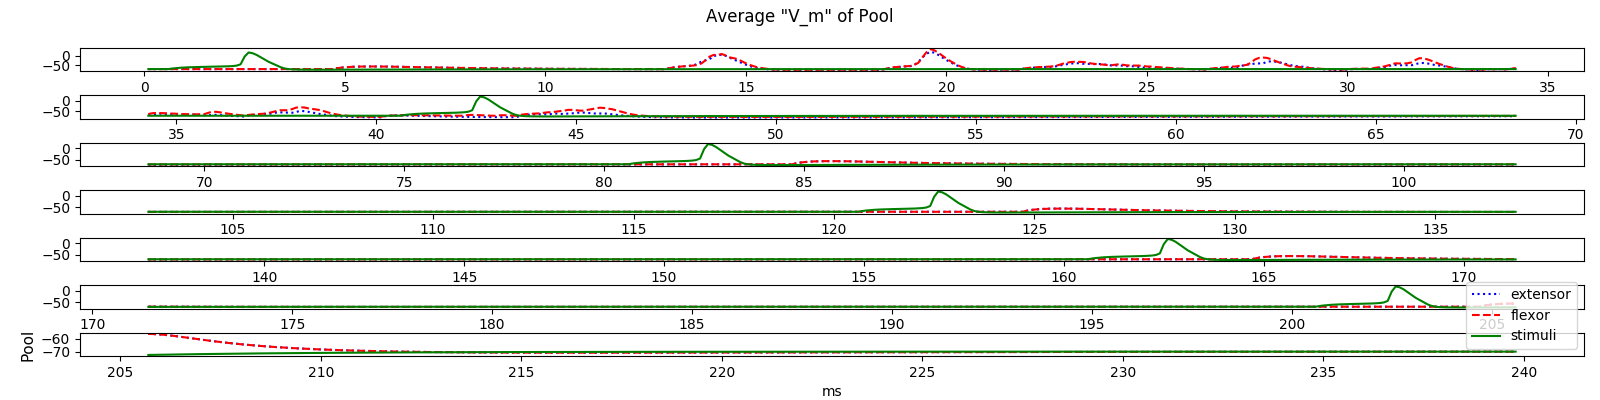 Average "V_m" of Pool
0
−50
0 5 10 15 20 25 30 35
0
−50
35 40 45 50 55 60 65 70
0
−50
70 75 80 85 90 95 100
0
−50
105 110 115 120 125 130 135
0
−50
140 145 150 155 160 165 170
0
−50
170 175 180 185 190 195 200 205
extensor
flexor
stimuli
−60
−70
Pool
205 210 215 220 225 230 235 240
ms